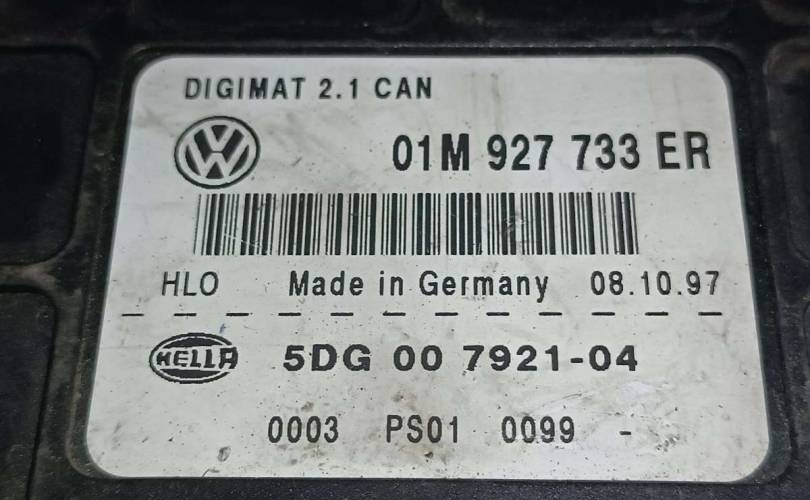 DIGIMAT 2.1 CAN
01M 927 733 ER
HLO Made in Germany 08.10.97
HELLA 5DG 00 7921-04
0003 PS01 0099 -